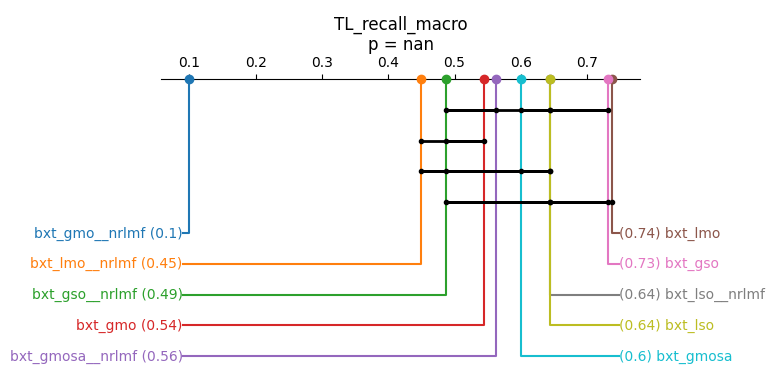 TL_recall_macro
p = nan
0.1 0.2 0.3 0.4 0.5 0.6 0.7
bxt_gmo__nrlmf (0.1) (0.74) bxt_lmo
bxt_lmo__nrlmf (0.45) (0.73) bxt_gso
bxt_gso__nrlmf (0.49) (0.64) bxt_lso__nrlmf
bxt_gmo (0.54) (0.64) bxt_lso
bxt_gmosa__nrlmf (0.56) (0.6) bxt_gmosa